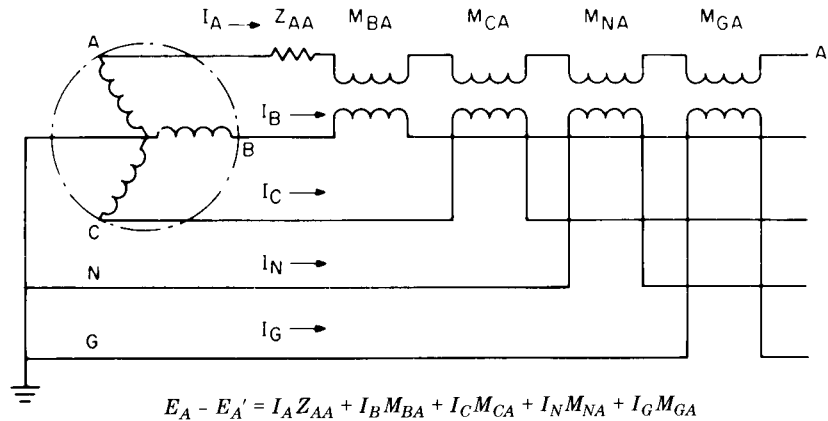 I_A → Z_AA M_BA M_CA M_NA M_GA
A A
I_B →
B
I_C →
C
N I_N →
G I_G →
E_A − E_A′ = I_A Z_AA + I_B M_BA + I_C M_CA + I_N M_NA + I_G M_GA